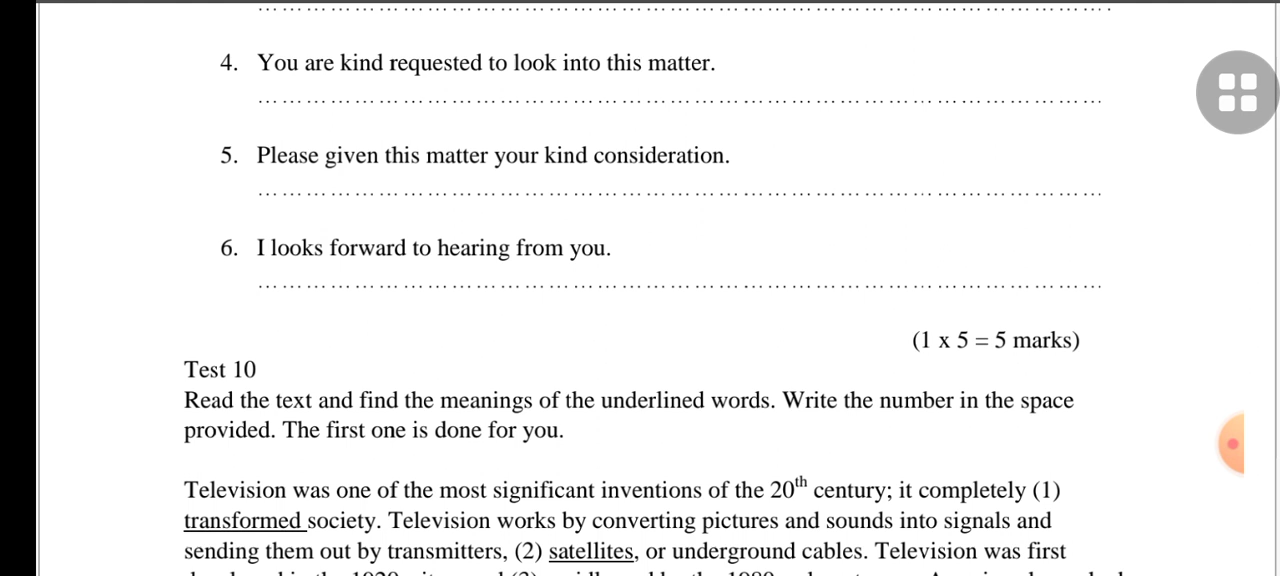 4. You are kind requested to look into this matter.
5. Please given this matter your kind consideration.
6. I looks forward to hearing from you.
(1 x 5 = 5 marks)
Test 10
Read the text and find the meanings of the underlined words. Write the number in the space
provided. The first one is done for you.
Television was one of the most significant inventions of the 20th century; it completely (1)
transformed society. Television works by converting pictures and sounds into signals and
sending them out by transmitters, (2) satellites, or underground cables. Television was first